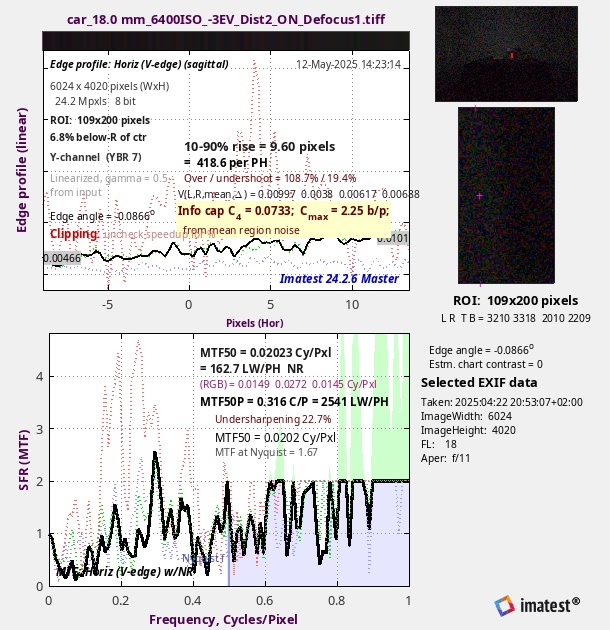 car_18.0 mm_6400ISO_-3EV_Dist2_ON_Defocus1.tiff
Edge profile: Horiz (V-edge) (sagittal)
12-May-2025 14:23:14
6024 x 4020 pixels (WxH)
24.2 Mpxls 8 bit
ROI: 109x200 pixels
6.8% below-R of ctr
Y-channel (YBR 7)
Linearized, gamma = 0.5,
from input
Edge angle = -0.0866o
Clipping: uncheck speedup for %
10-90% rise = 9.60 pixels
= 418.6 per PH
Over / undershoot = 108.7% / 19.4%
V(L,R,mean,Δ) = 0.00997 0.0038 0.00617 0.00688
Info cap C4 = 0.0733; Cmax = 2.25 b/p;
from mean region noise
0.0101
0.00466
Imatest 24.2.6 Master
Edge profile (linear)
-5 0 5 10
Pixels (Hor)
ROI: 109x200 pixels
L R T B = 3210 3318 2010 2209
Edge angle = -0.0866o
Estm. chart contrast = 0
Selected EXIF data
Taken: 2025:04:22 20:53:07+02:00
ImageWidth: 6024
ImageHeight: 4020
FL: 18
Aper: f/11
MTF50 = 0.02023 Cy/Pxl
= 162.7 LW/PH NR
(RGB) = 0.0149 0.0272 0.0145 Cy/Pxl
MTF50P = 0.316 C/P = 2541 LW/PH
Undersharpening 22.7%
MTF50 = 0.0202 Cy/Pxl
MTF at Nyquist = 1.67
SFR (MTF)
4
3
2
1
0
Nyquist f
Horiz (V-edge) w/NR
0 0.2 0.4 0.6 0.8 1
Frequency, Cycles/Pixel
imatest®